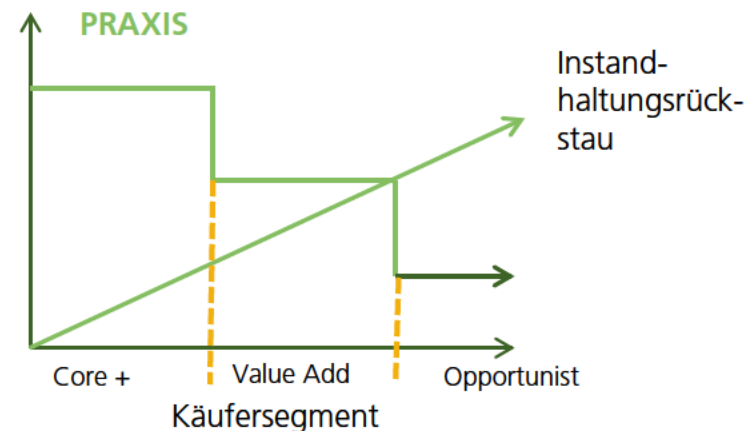 PRAXIS
Instand-
haltungsrück-
stau
Core +
Value Add
Opportunist
Käufersegment